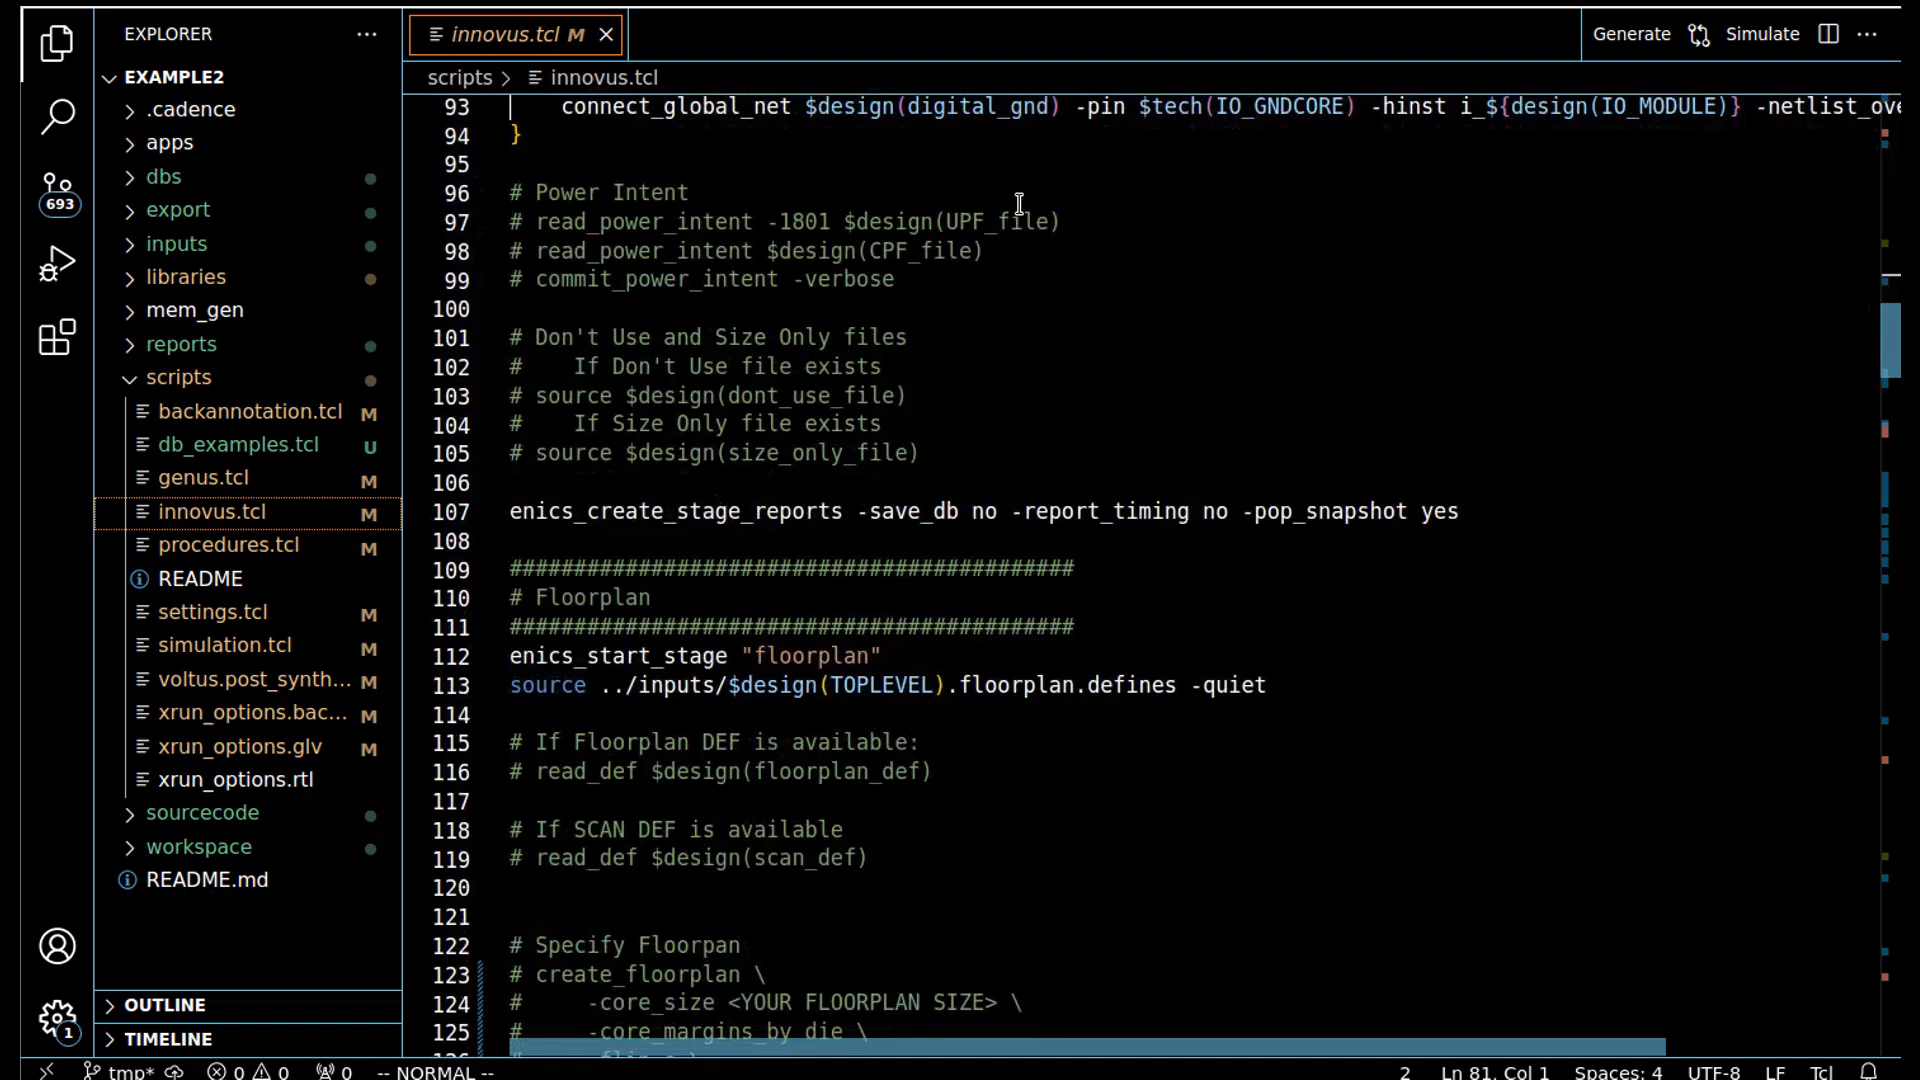 EXPLORER
innovus.tcl M
Generate
Simulate
EXAMPLE2
scripts > innovus.tcl
.cadence
apps
dbs
export
inputs
libraries
mem_gen
reports
scripts
backannotation.tcl M
db_examples.tcl U
genus.tcl M
innovus.tcl M
procedures.tcl M
README
settings.tcl M
simulation.tcl M
voltus.post_synth... M
xrun_options.bac... M
xrun_options.glv M
xrun_options.rtl
sourcecode
workspace
README.md
OUTLINE
TIMELINE
693
1
93 connect_global_net $design(digital_gnd) -pin $tech(IO_GNDCORE) -hinst i_${design(IO_MODULE)} -netlist_ove
94 }
95
96 # Power Intent
97 # read_power_intent -1801 $design(UPF_file)
98 # read_power_intent $design(CPF_file)
99 # commit_power_intent -verbose
100
101 # Don't Use and Size Only files
102 #    If Don't Use file exists
103 # source $design(dont_use_file)
104 #    If Size Only file exists
105 # source $design(size_only_file)
106
107 enics_create_stage_reports -save_db no -report_timing no -pop_snapshot yes
108
109 ############################################
110 # Floorplan
111 ############################################
112 enics_start_stage "floorplan"
113 source ../inputs/$design(TOPLEVEL).floorplan.defines -quiet
114
115 # If Floorplan DEF is available:
116 # read_def $design(floorplan_def)
117
118 # If SCAN DEF is available
119 # read_def $design(scan_def)
120
121
122 # Specify Floorpan
123 # create_floorplan \
124 #     -core_size <YOUR FLOORPLAN SIZE> \
125 #     -core_margins_by die \
tmp* 0 0 0 -- NORMAL -- 2 Ln 81, Col 1 Spaces: 4 UTF-8 LF Tcl